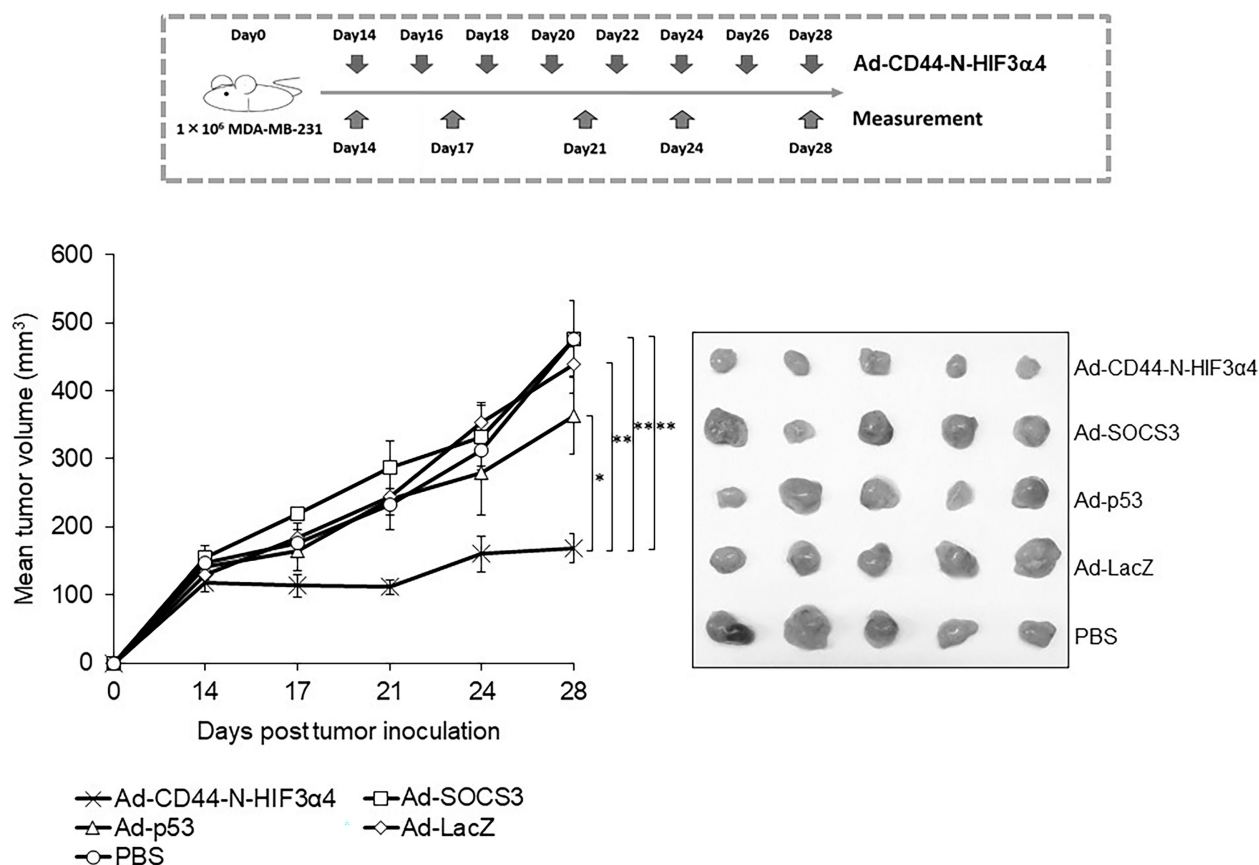 Day0 Day14 Day16 Day18 Day20 Day22 Day24 Day26 Day28
Ad-CD44-N-HIF3α4
1×10⁶ MDA-MB-231
Measurement
Day14 Day17 Day21 Day24 Day28
600
500
400
300
200
100
0
Mean tumor volume (mm³)
0 14 17 21 24 28
Days post tumor inoculation
*
**
**
**
Ad-CD44-N-HIF3α4
Ad-SOCS3
Ad-p53
Ad-LacZ
PBS
Ad-CD44-N-HIF3α4 Ad-SOCS3
Ad-p53 Ad-LacZ
PBS